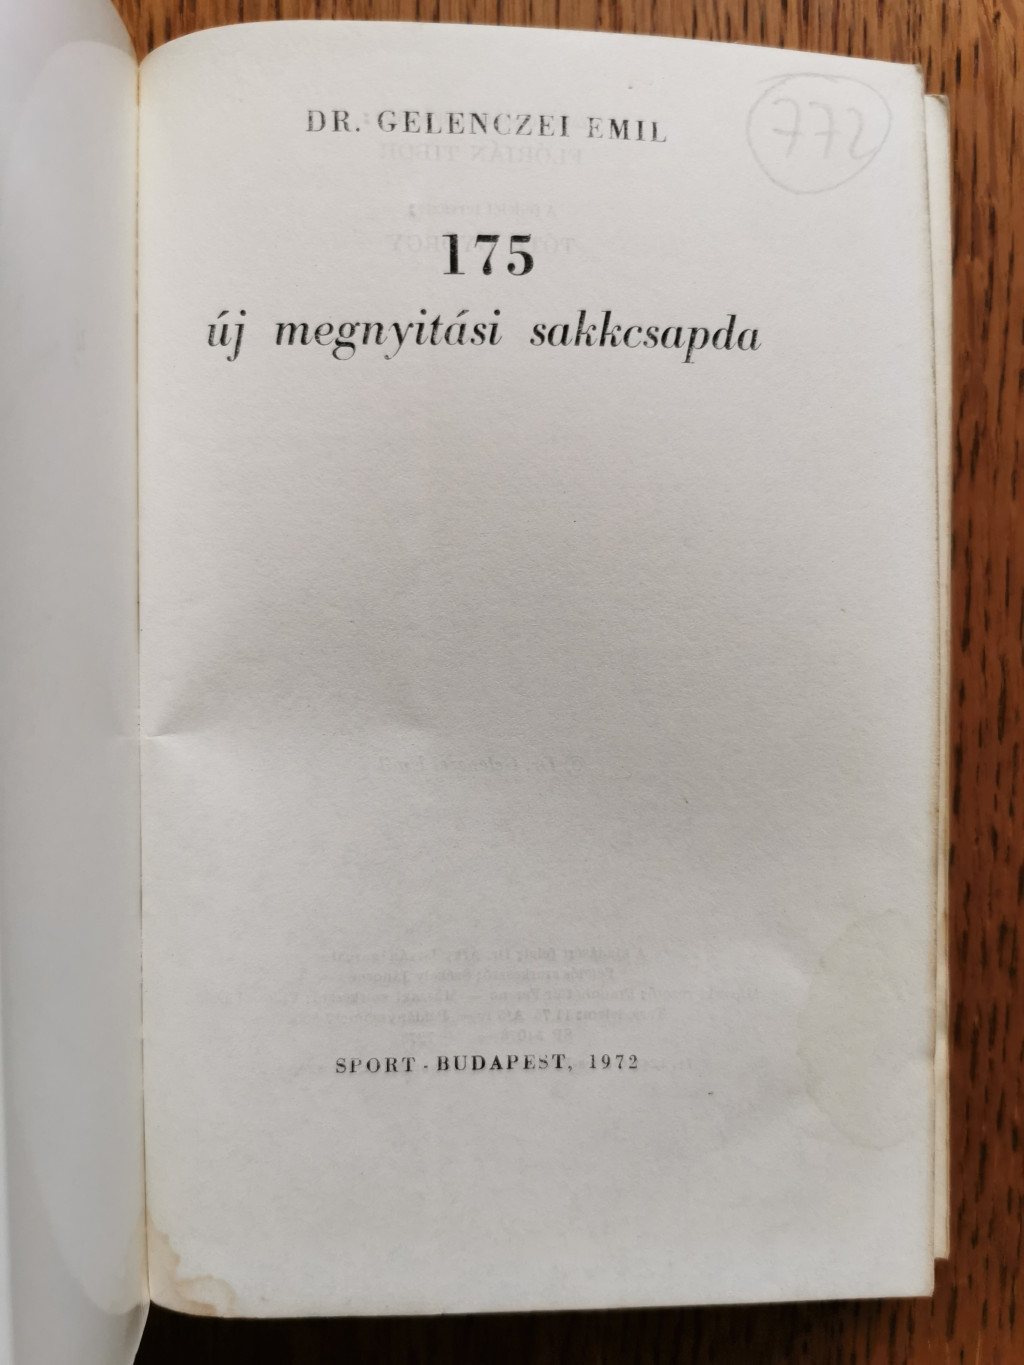 DR. GELENCZEI EMIL
772
175
új megnyitási sakkcsapda
SPORT - BUDAPEST, 1972